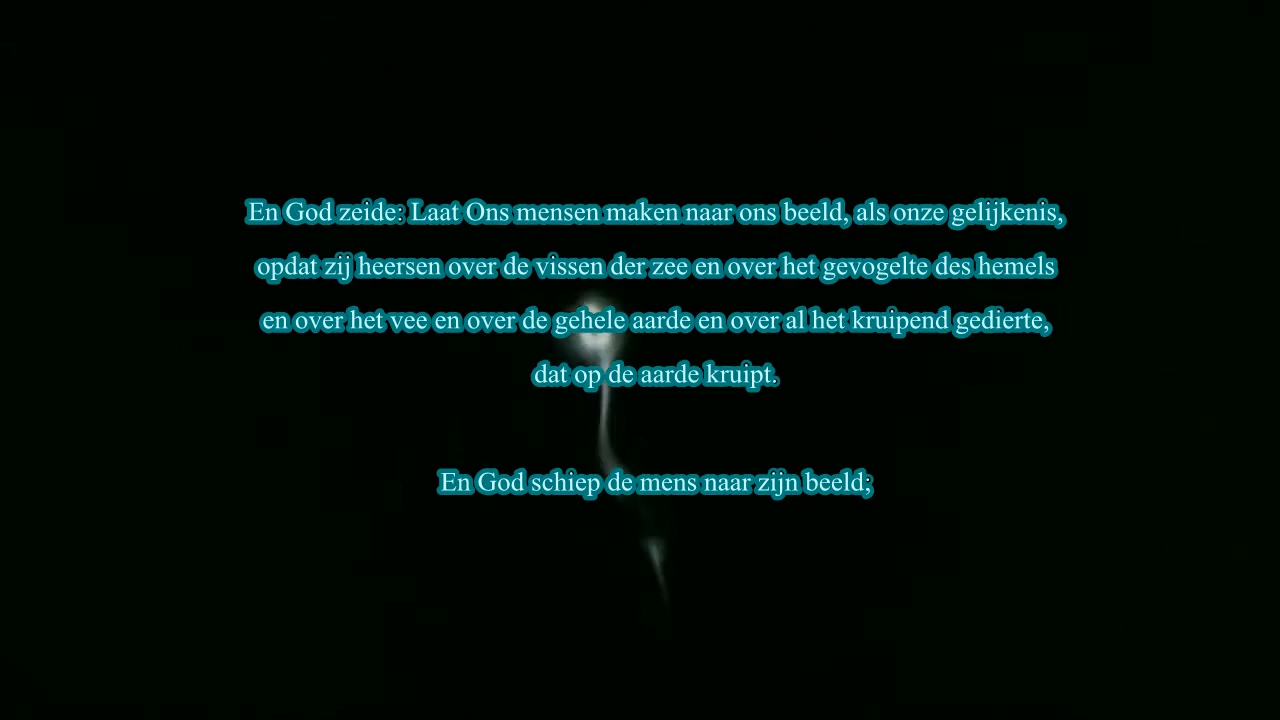 En God zeide: Laat Ons mensen maken naar ons beeld, als onze gelijkenis,
opdat zij heersen over de vissen der zee en over het gevogelte des hemels
en over het vee en over de gehele aarde en over al het kruipend gedierte,
dat op de aarde kruipt.
En God schiep de mens naar zijn beeld;